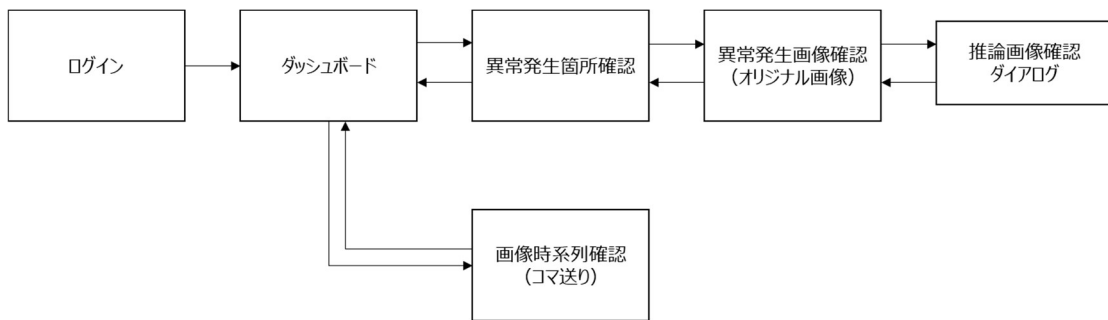 ログイン
ダッシュボード
異常発生箇所確認
異常発生画像確認
（オリジナル画像）
推論画像確認
ダイアログ
画像時系列確認
（コマ送り）